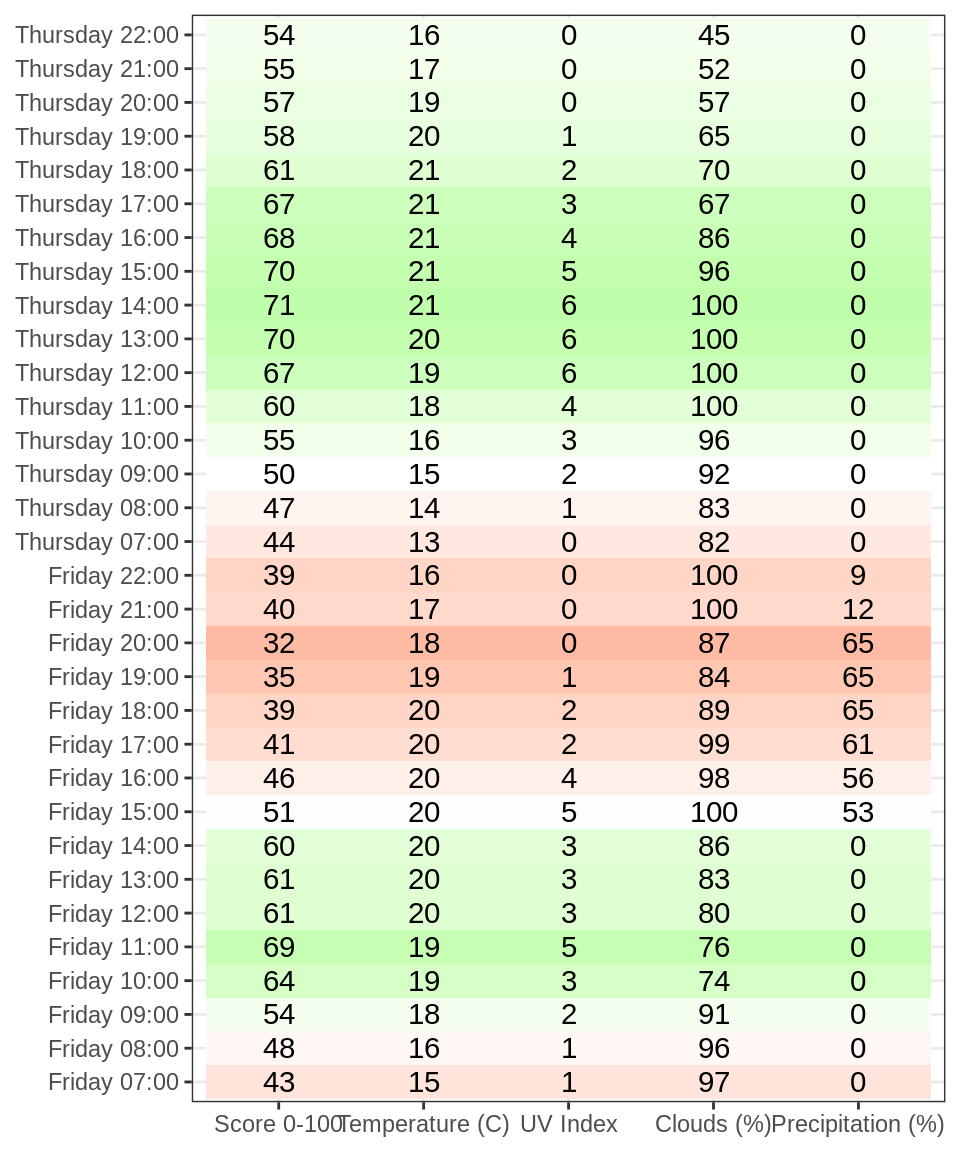 Thursday 22:00 54 16 0 45 0
Thursday 21:00 55 17 0 52 0
Thursday 20:00 57 19 0 57 0
Thursday 19:00 58 20 1 65 0
Thursday 18:00 61 21 2 70 0
Thursday 17:00 67 21 3 67 0
Thursday 16:00 68 21 4 86 0
Thursday 15:00 70 21 5 96 0
Thursday 14:00 71 21 6 100 0
Thursday 13:00 70 20 6 100 0
Thursday 12:00 67 19 6 100 0
Thursday 11:00 60 18 4 100 0
Thursday 10:00 55 16 3 96 0
Thursday 09:00 50 15 2 92 0
Thursday 08:00 47 14 1 83 0
Thursday 07:00 44 13 0 82 0
Friday 22:00 39 16 0 100 9
Friday 21:00 40 17 0 100 12
Friday 20:00 32 18 0 87 65
Friday 19:00 35 19 1 84 65
Friday 18:00 39 20 2 89 65
Friday 17:00 41 20 2 99 61
Friday 16:00 46 20 4 98 56
Friday 15:00 51 20 5 100 53
Friday 14:00 60 20 3 86 0
Friday 13:00 61 20 3 83 0
Friday 12:00 61 20 3 80 0
Friday 11:00 69 19 5 76 0
Friday 10:00 64 19 3 74 0
Friday 09:00 54 18 2 91 0
Friday 08:00 48 16 1 96 0
Friday 07:00 43 15 1 97 0
Score 0-100 Temperature (C) UV Index Clouds (%) Precipitation (%)